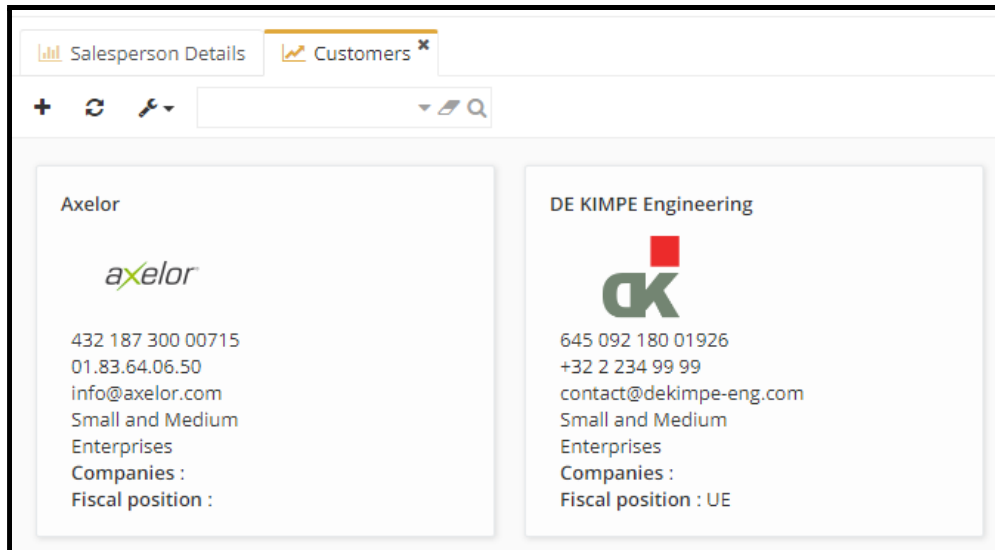 Salesperson Details
Customers
Axelor
axelor
432 187 300 00715
01.83.64.06.50
info@axelor.com
Small and Medium
Enterprises
Companies :
Fiscal position :
DE KIMPE Engineering
DK
645 092 180 01926
+32 2 234 99 99
contact@dekimpe-eng.com
Small and Medium
Enterprises
Companies :
Fiscal position : UE